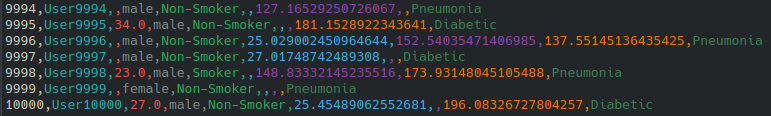 9994,User9994,,male,Non-Smoker,,127.16529250726067,,Pneumonia
9995,User9995,34.0,male,Non-Smoker,,,181.1528922343641,Diabetic
9996,User9996,,male,Non-Smoker,25.029002450964644,152.54035471406985,137.55145136435425,Pneumonia
9997,User9997,,male,Non-Smoker,27.01748742489308,,,Diabetic
9998,User9998,23.0,male,Non-Smoker,,148.83332145235516,173.93148045105488,Pneumonia
9999,User9999,,female,Non-Smoker,,,,Pneumonia
10000,User10000,27.0,male,Non-Smoker,25.45489062552681,,196.08326727804257,Diabetic